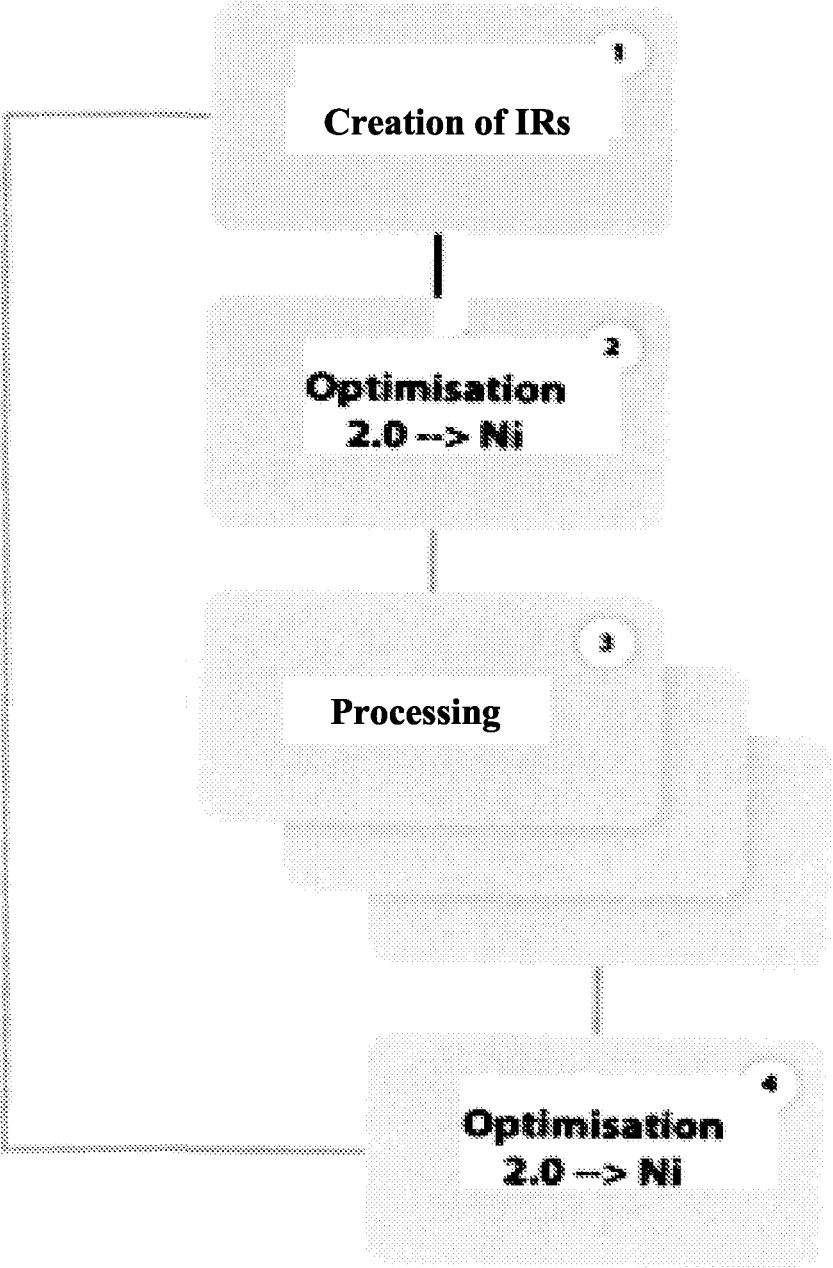 1
Creation of IRs
2
Optimisation
2.0 --> Ni
3
Processing
4
Optimisation
2.0 --> Ni